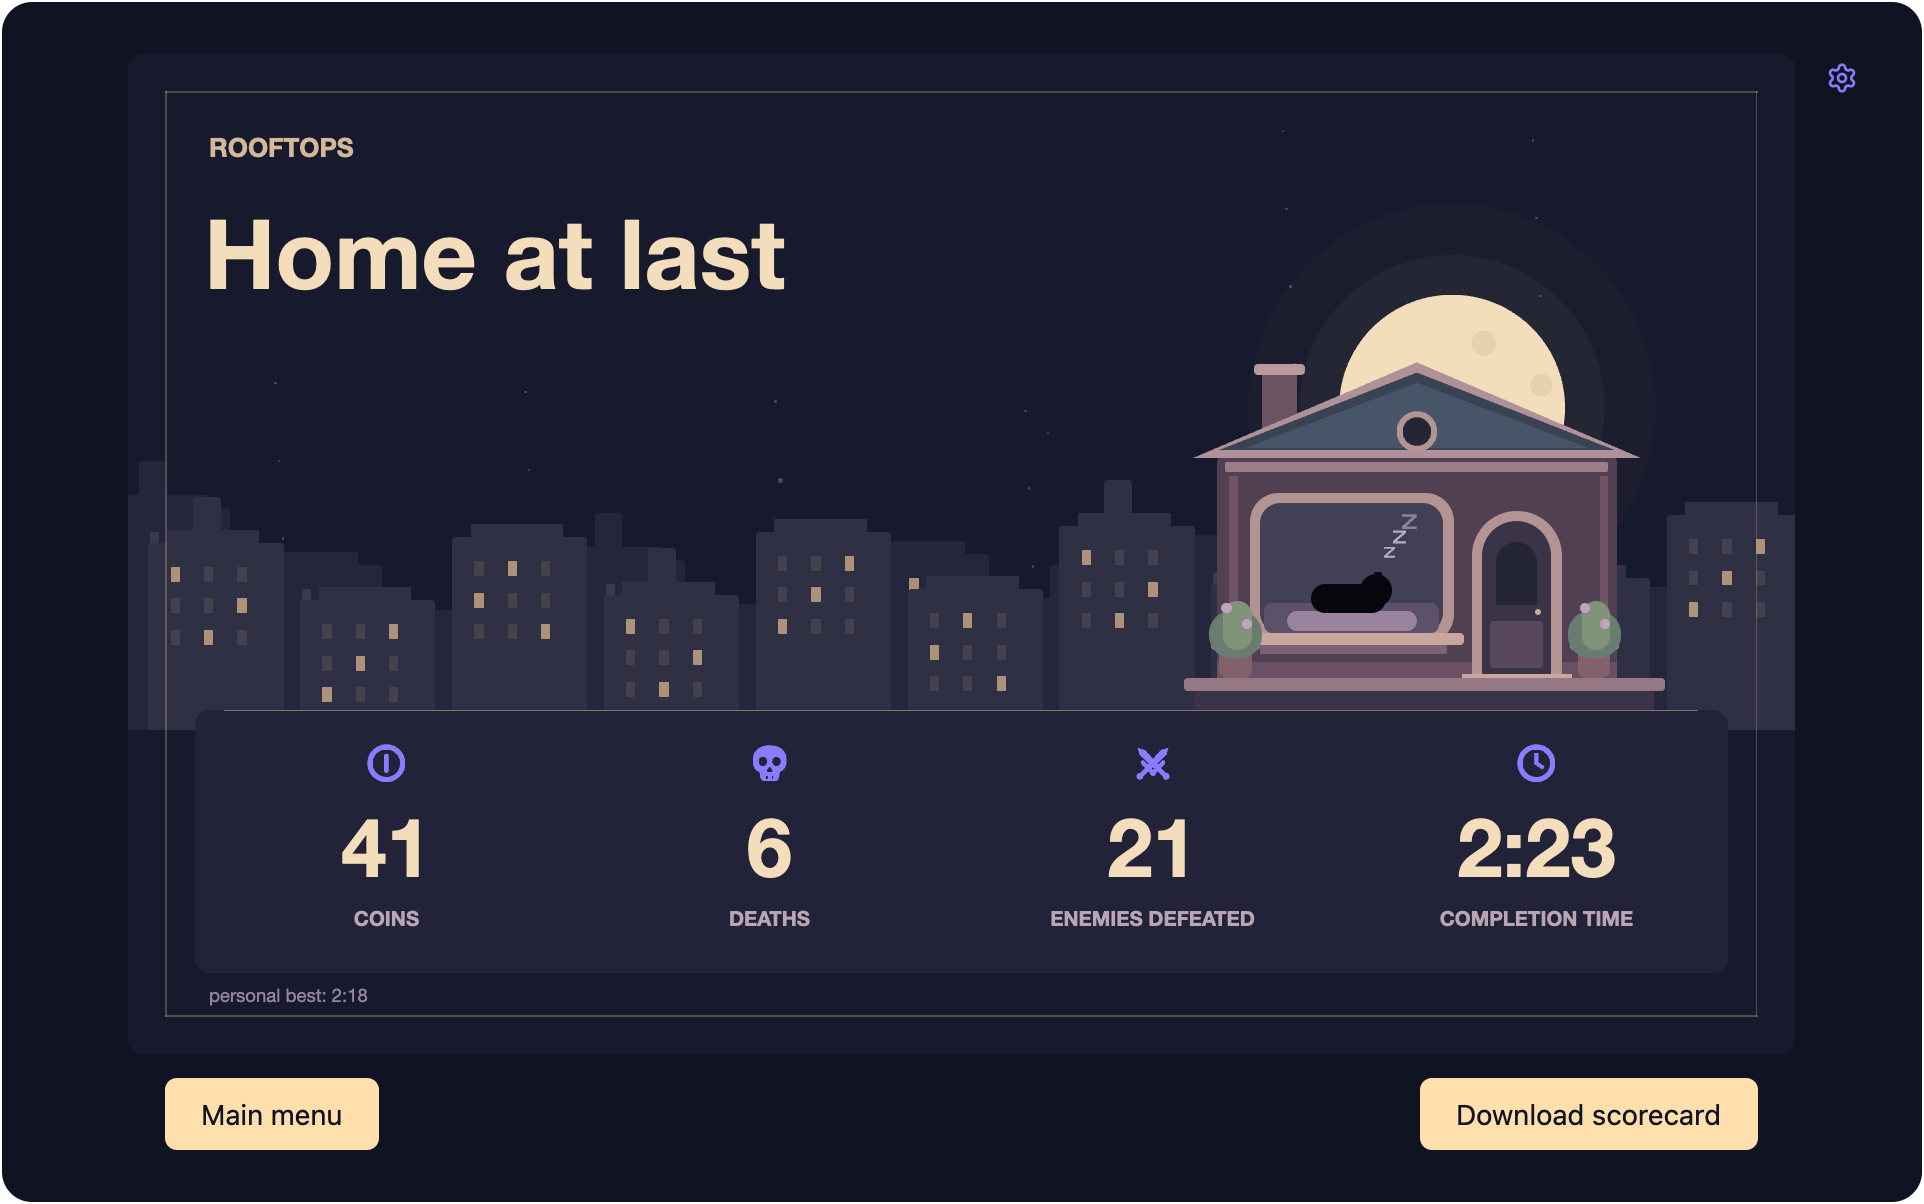 ROOFTOPS
Home at last
z z Z
41 6 21 2:23
COINS DEATHS ENEMIES DEFEATED COMPLETION TIME
personal best: 2:18
Main menu Download scorecard